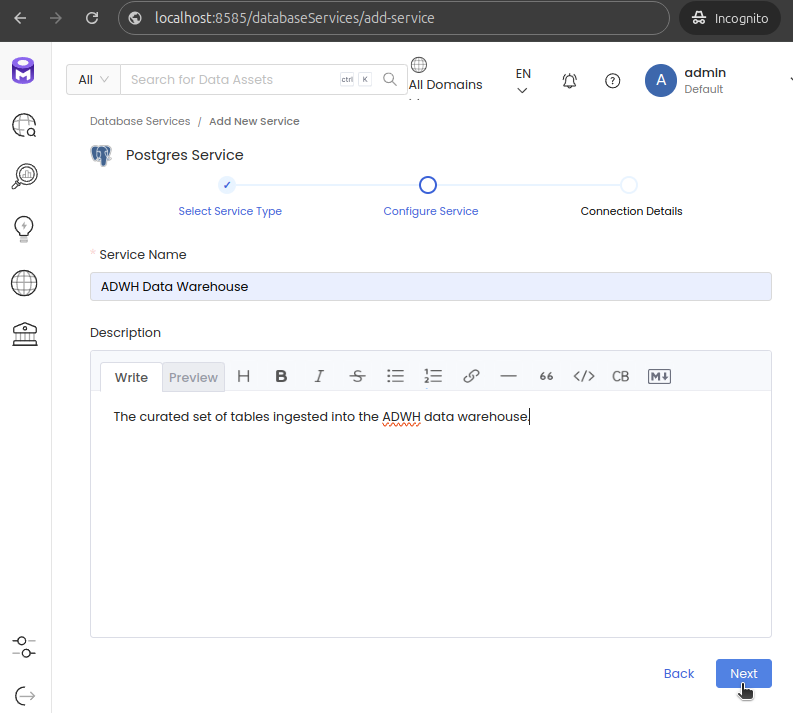 localhost:8585/databaseServices/add-service
Incognito
All
Search for Data Assets
ctrl K
All Domains
EN
A
admin
Default
Database Services / Add New Service
Postgres Service
Select Service Type
Configure Service
Connection Details
* Service Name
ADWH Data Warehouse
Description
Write
Preview
H B I S </> CB M↓
The curated set of tables ingested into the ADWH data warehouse.
Back
Next